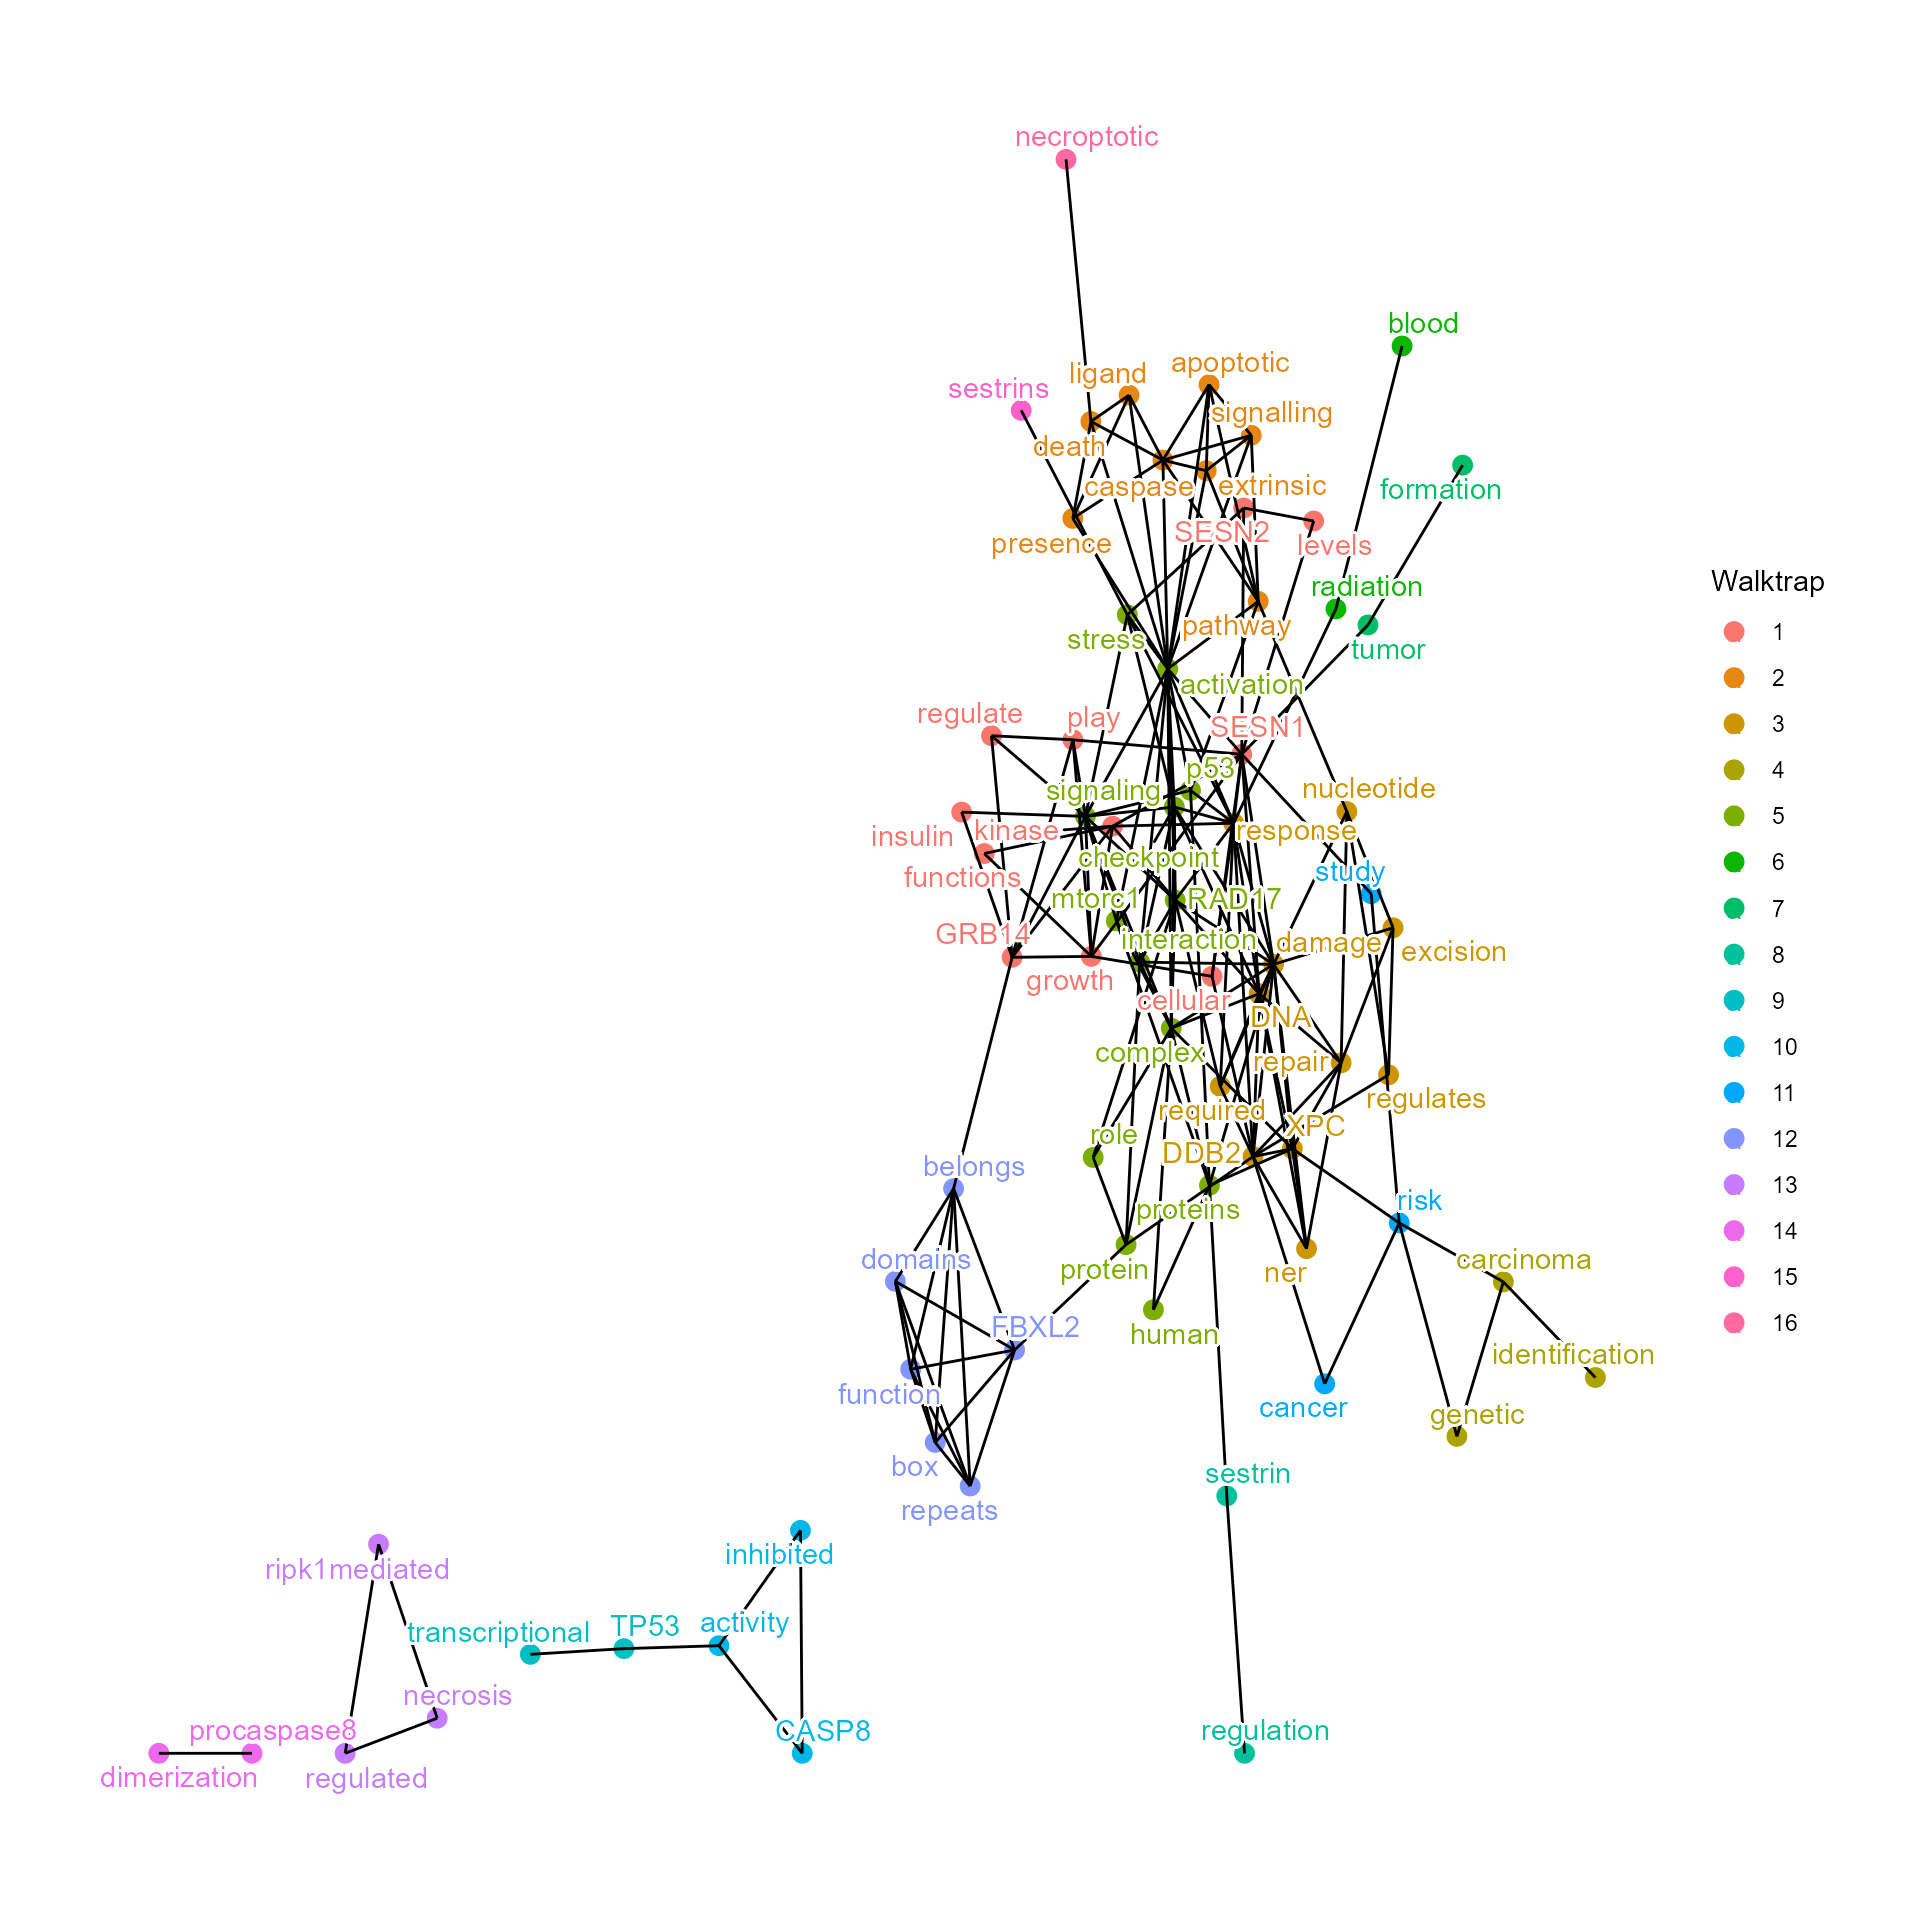 necroptotic
blood
apoptotic
ligand
sestrins
signalling
death
caspase
extrinsic
formation
SESN2
levels
presence
Walktrap
radiation
pathway
stress
tumor
activation
regulate
play
SESN1
p53
signaling
nucleotide
insulin
kinase
response
checkpoint
functions
study
mtorc1
RAD17
GRB14
interaction
damage
excision
growth
cellular
DNA
complex
repair
regulates
required
XPC
role
DDB2
belongs
risk
proteins
domains
protein
ner
carcinoma
FBXL2
human
identification
function
cancer
genetic
box
sestrin
repeats
inhibited
ripk1mediated
transcriptional
TP53
activity
necrosis
procaspase8
CASP8
regulation
dimerization
regulated
1
2
3
4
5
6
7
8
9
10
11
12
13
14
15
16